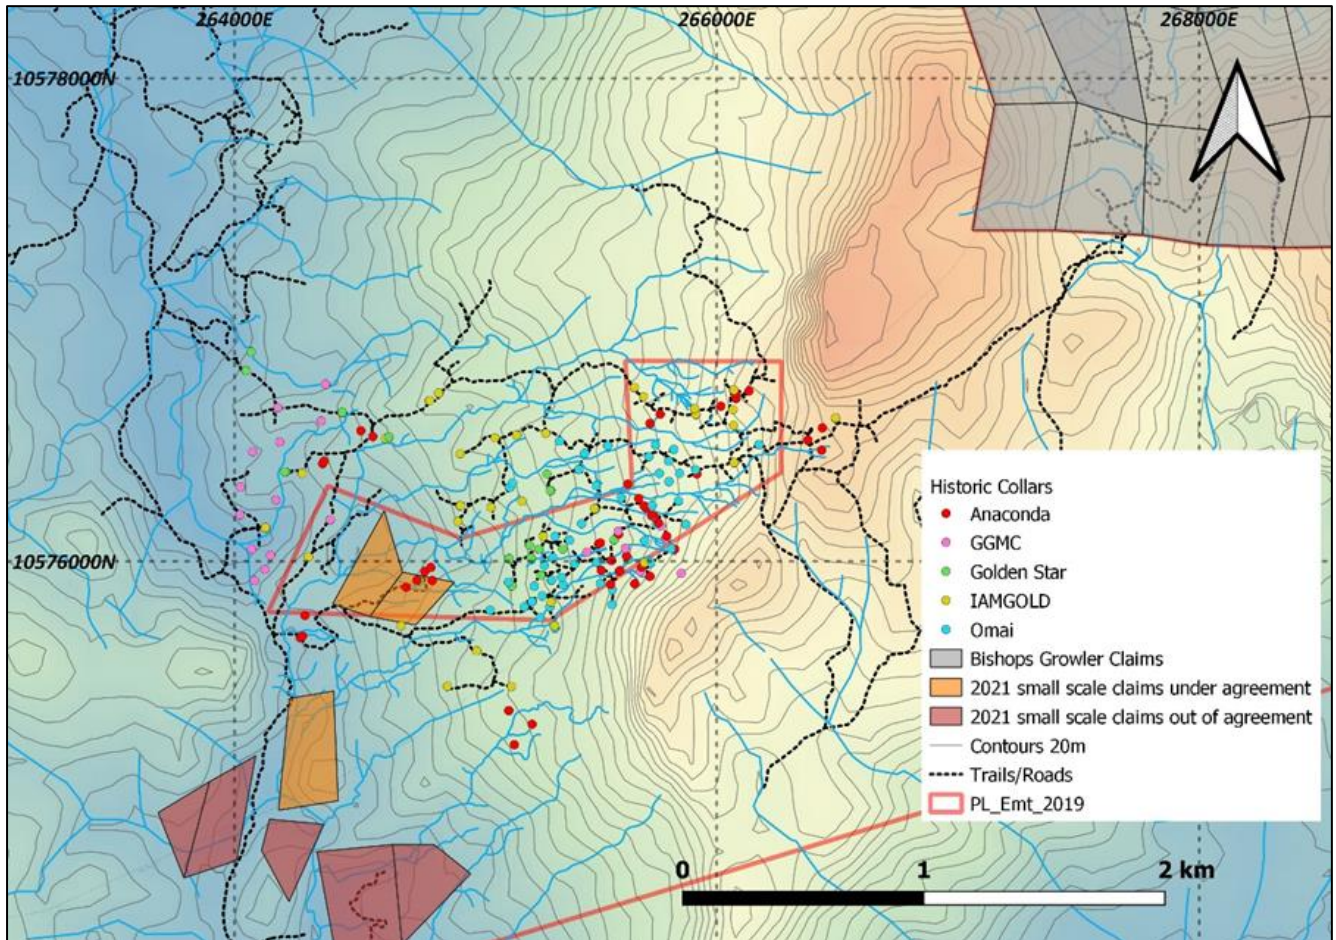 264000E
266000E
268000E
10578000N
10576000N
Historic Collars
Anaconda
GGMC
Golden Star
IAMGOLD
Omai
Bishops Growler Claims
2021 small scale claims under agreement
2021 small scale claims out of agreement
Contours 20m
Trails/Roads
PL_Emt_2019
0 1 2 km